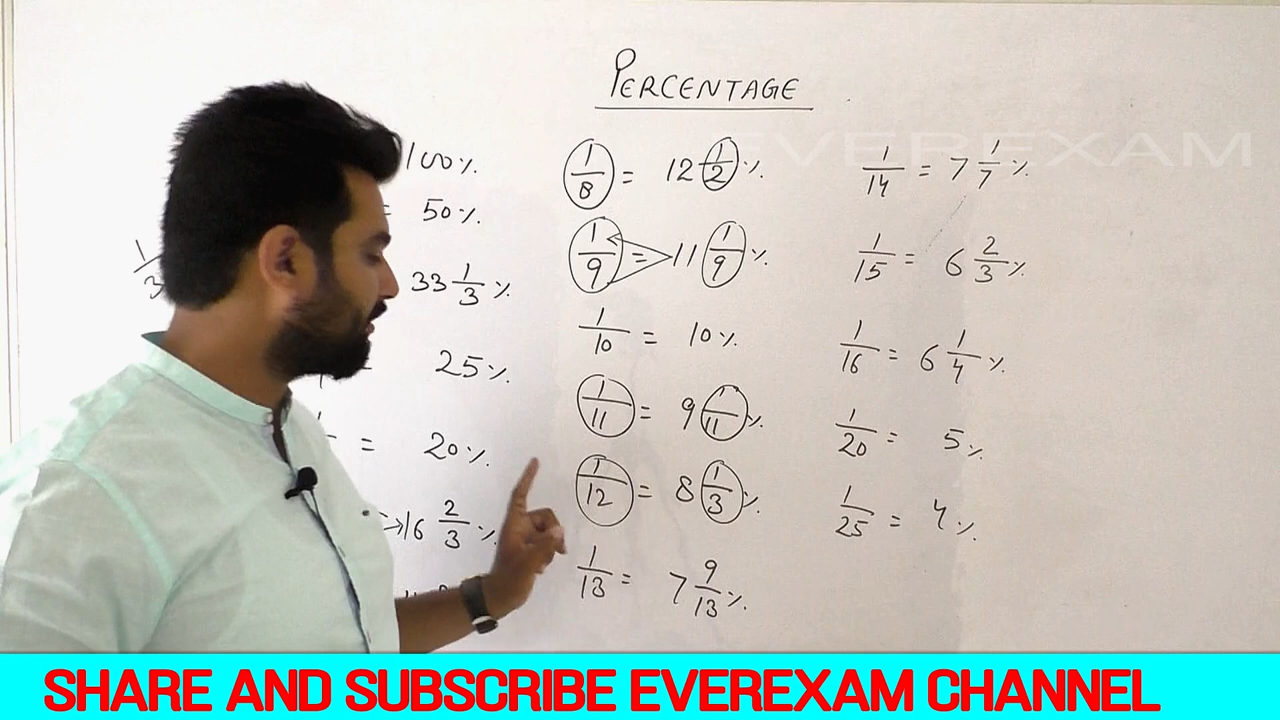 PERCENTAGE
EVEREXAM
100%
= 50%
1/3 33 1/3 %
25%
= 20%
16 2/3 %
1/8 = 12 1/2 %
1/9 = 11 1/9 %
1/10 = 10%
1/11 = 9 1/11 %
1/12 = 8 1/3 %
1/13 = 7 9/13 %
1/14 = 7 1/7 %
1/15 = 6 2/3 %
1/16 = 6 1/4 %
1/20 = 5%
1/25 = 4%
SHARE AND SUBSCRIBE EVEREXAM CHANNEL